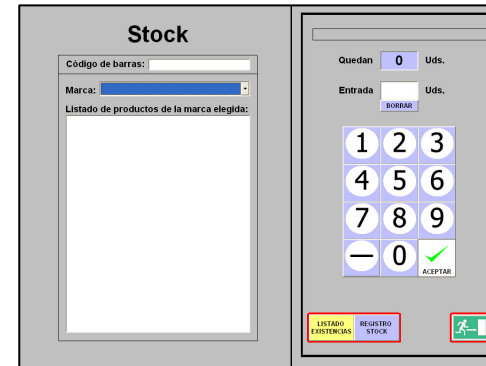 Stock
Código de barras:
Marca:
Listado de productos de la marca elegida:
Quedan 0 Uds.
Entrada Uds.
BORRAR
1 2 3
4 5 6
7 8 9
— 0
ACEPTAR
LISTADO
EXISTENCIAS
REGISTRO
STOCK